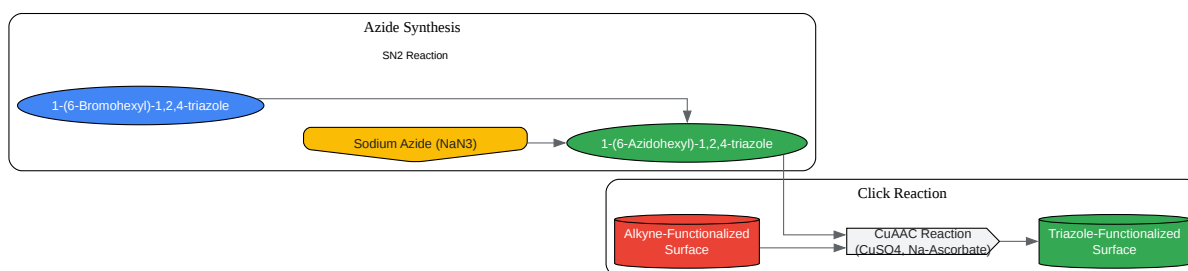 Azide Synthesis
SN2 Reaction
1-(6-Bromohexyl)-1,2,4-triazole
Sodium Azide (NaN3)
1-(6-Azidohexyl)-1,2,4-triazole
Click Reaction
Alkyne-Functionalized
Surface
CuAAC Reaction
(CuSO4, Na-Ascorbate)
Triazole-Functionalized
Surface